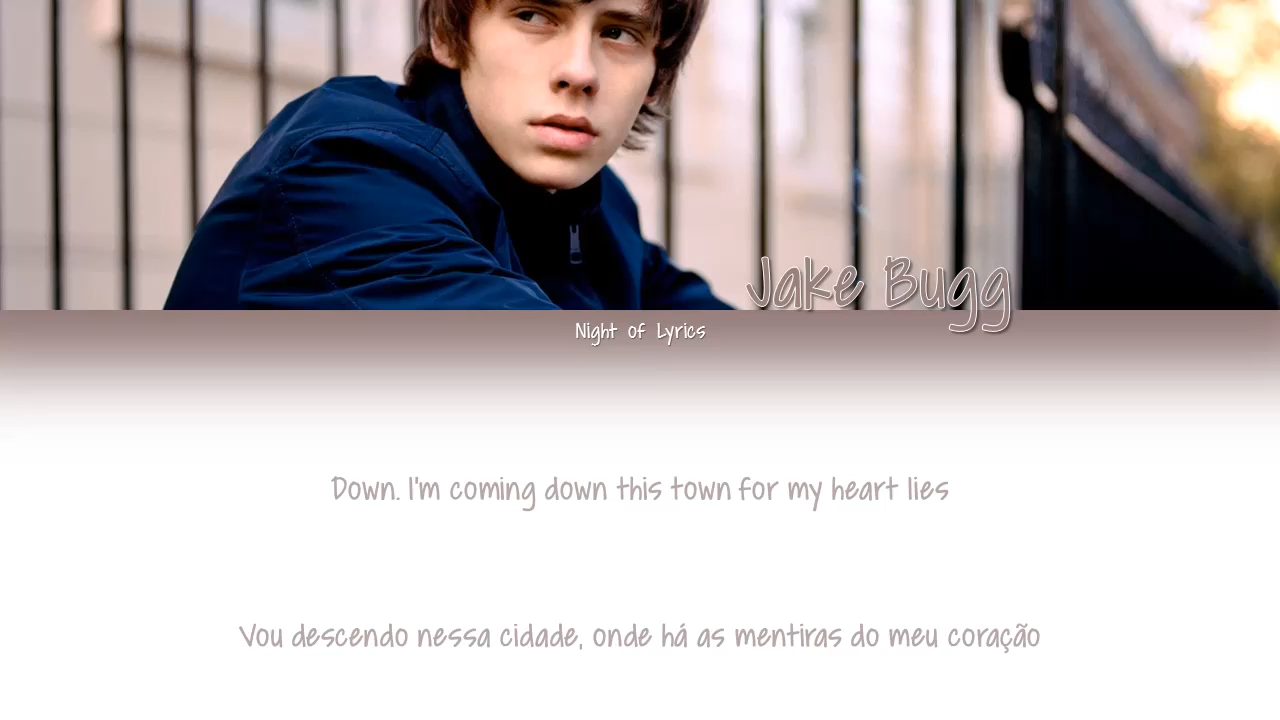 Jake Bugg
Night of Lyrics
Down. I'm coming down this town for my heart lies
Vou descendo nessa cidade, onde há as mentiras do meu coração